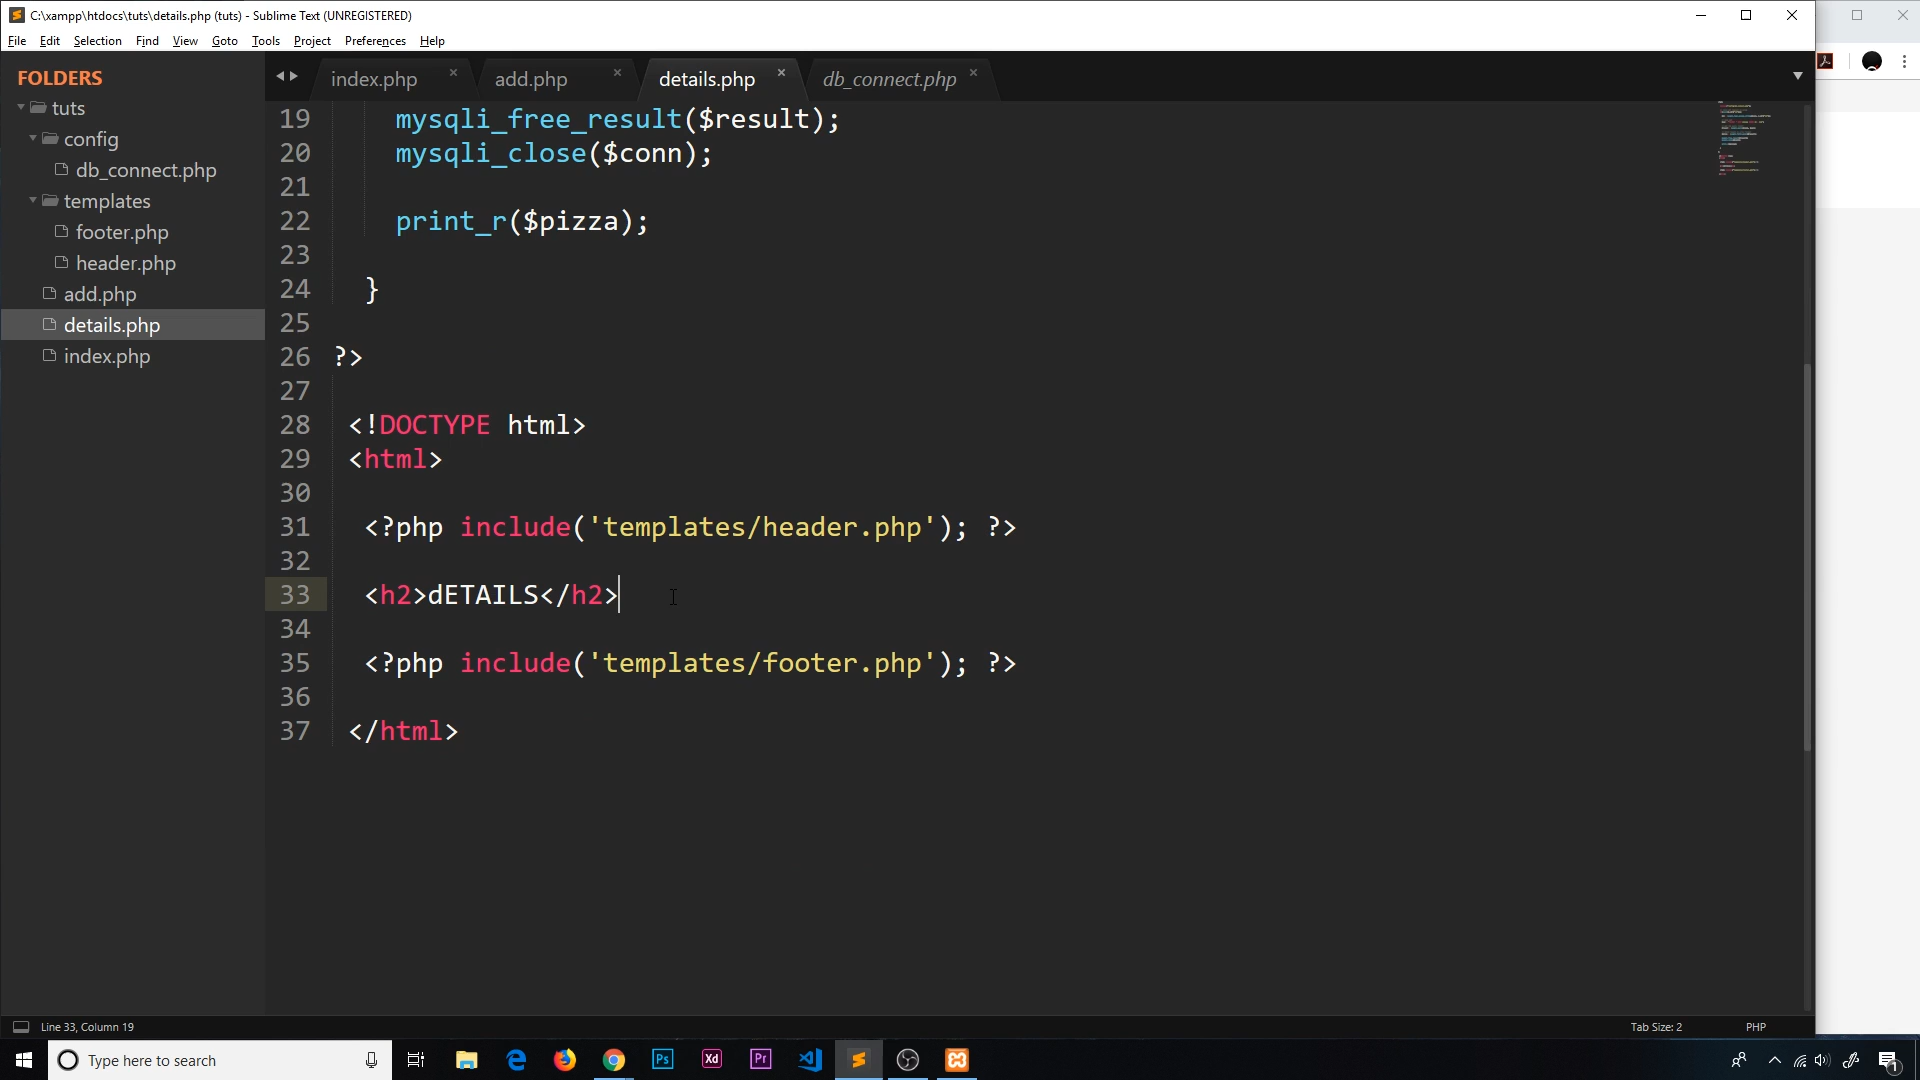 C:\xampp\htdocs\tuts\details.php (tuts) - Sublime Text (UNREGISTERED)
File Edit Selection Find View Goto Tools Project Preferences Help
FOLDERS
tuts
config
db_connect.php
templates
footer.php
header.php
add.php
details.php
index.php
index.php × add.php × details.php × db_connect.php ×
19 mysqli_free_result($result);
20 mysqli_close($conn);
21
22 print_r($pizza);
23
24 }
25
26 ?>
27
28 <!DOCTYPE html>
29 <html>
30
31 <?php include('templates/header.php'); ?>
32
33 <h2>dETAILS</h2>
34
35 <?php include('templates/footer.php'); ?>
36
37 </html>
Line 33, Column 19
Tab Size: 2 PHP
Type here to search
Ps Xd Pr
1